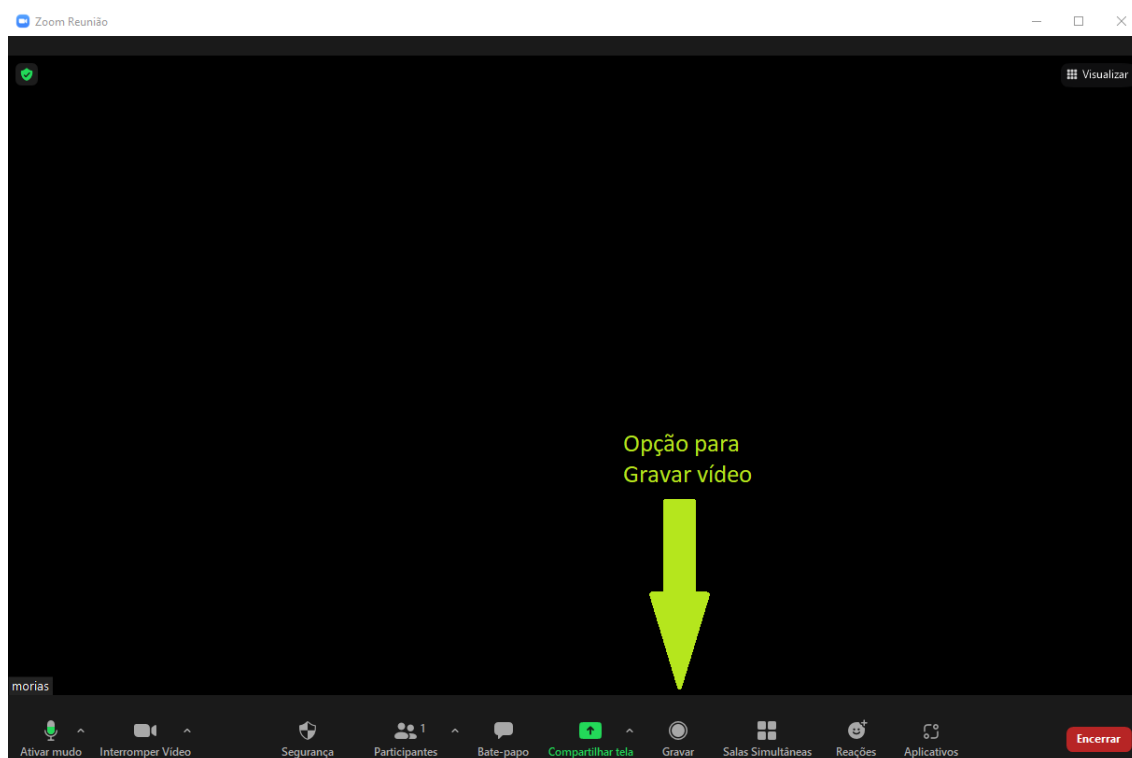 Zoom Reunião
Visualizar
Opção para
Gravar vídeo
morias
1
Ativar mudo Interromper Vídeo Segurança Participantes Bate-papo Compartilhar tela Gravar Salas Simultâneas Reações Aplicativos Encerrar